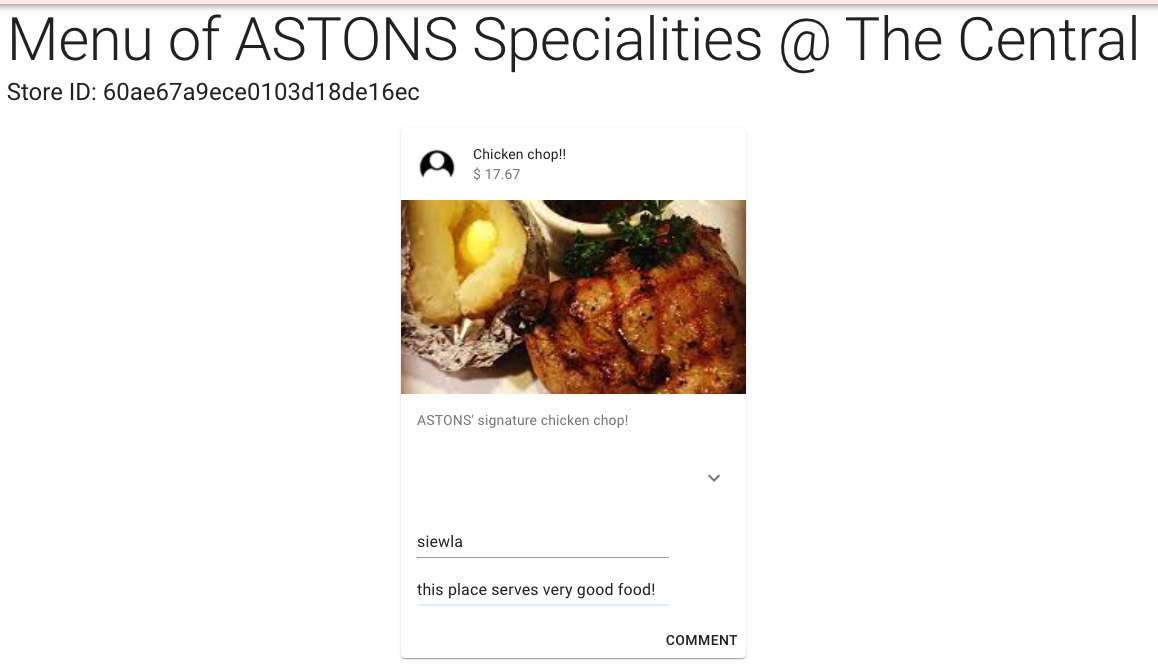 Menu of ASTONS Specialities @ The Central
Store ID: 60ae67a9ece0103d18de16ec
Chicken chop!!
$ 17.67
ASTONS' signature chicken chop!
siewla
this place serves very good food!
COMMENT